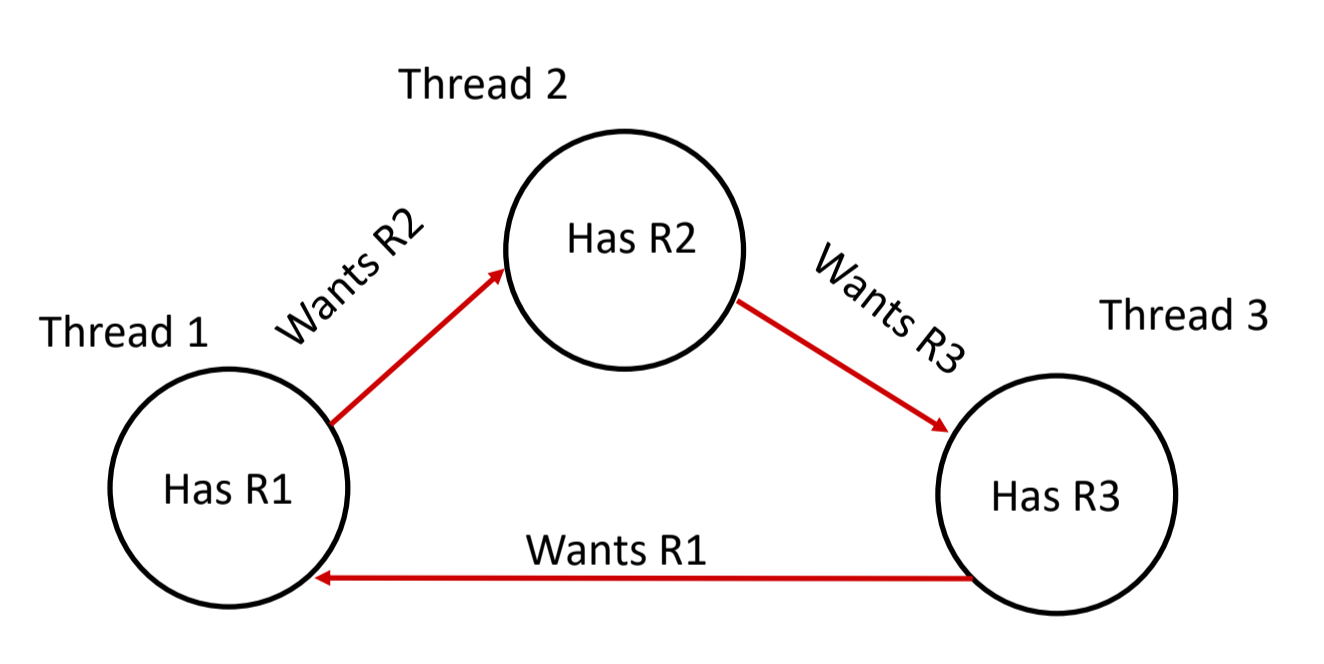 Thread 2
Has R2
Wants R2
Wants R3
Thread 3
Thread 1
Has R1
Has R3
Wants R1